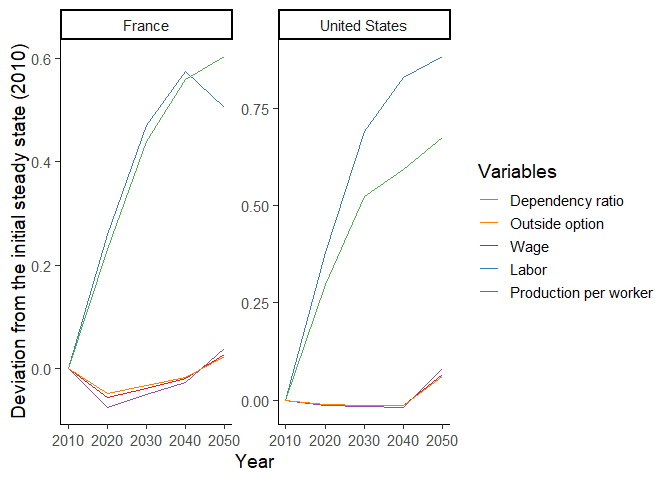 France
United States
Deviation from the initial steady state (2010)
0.6
0.4
0.2
0.0
0.75
0.50
0.25
0.00
2010 2020 2030 2040 2050
2010 2020 2030 2040 2050
Year
Variables
Dependency ratio
Outside option
Wage
Labor
Production per worker